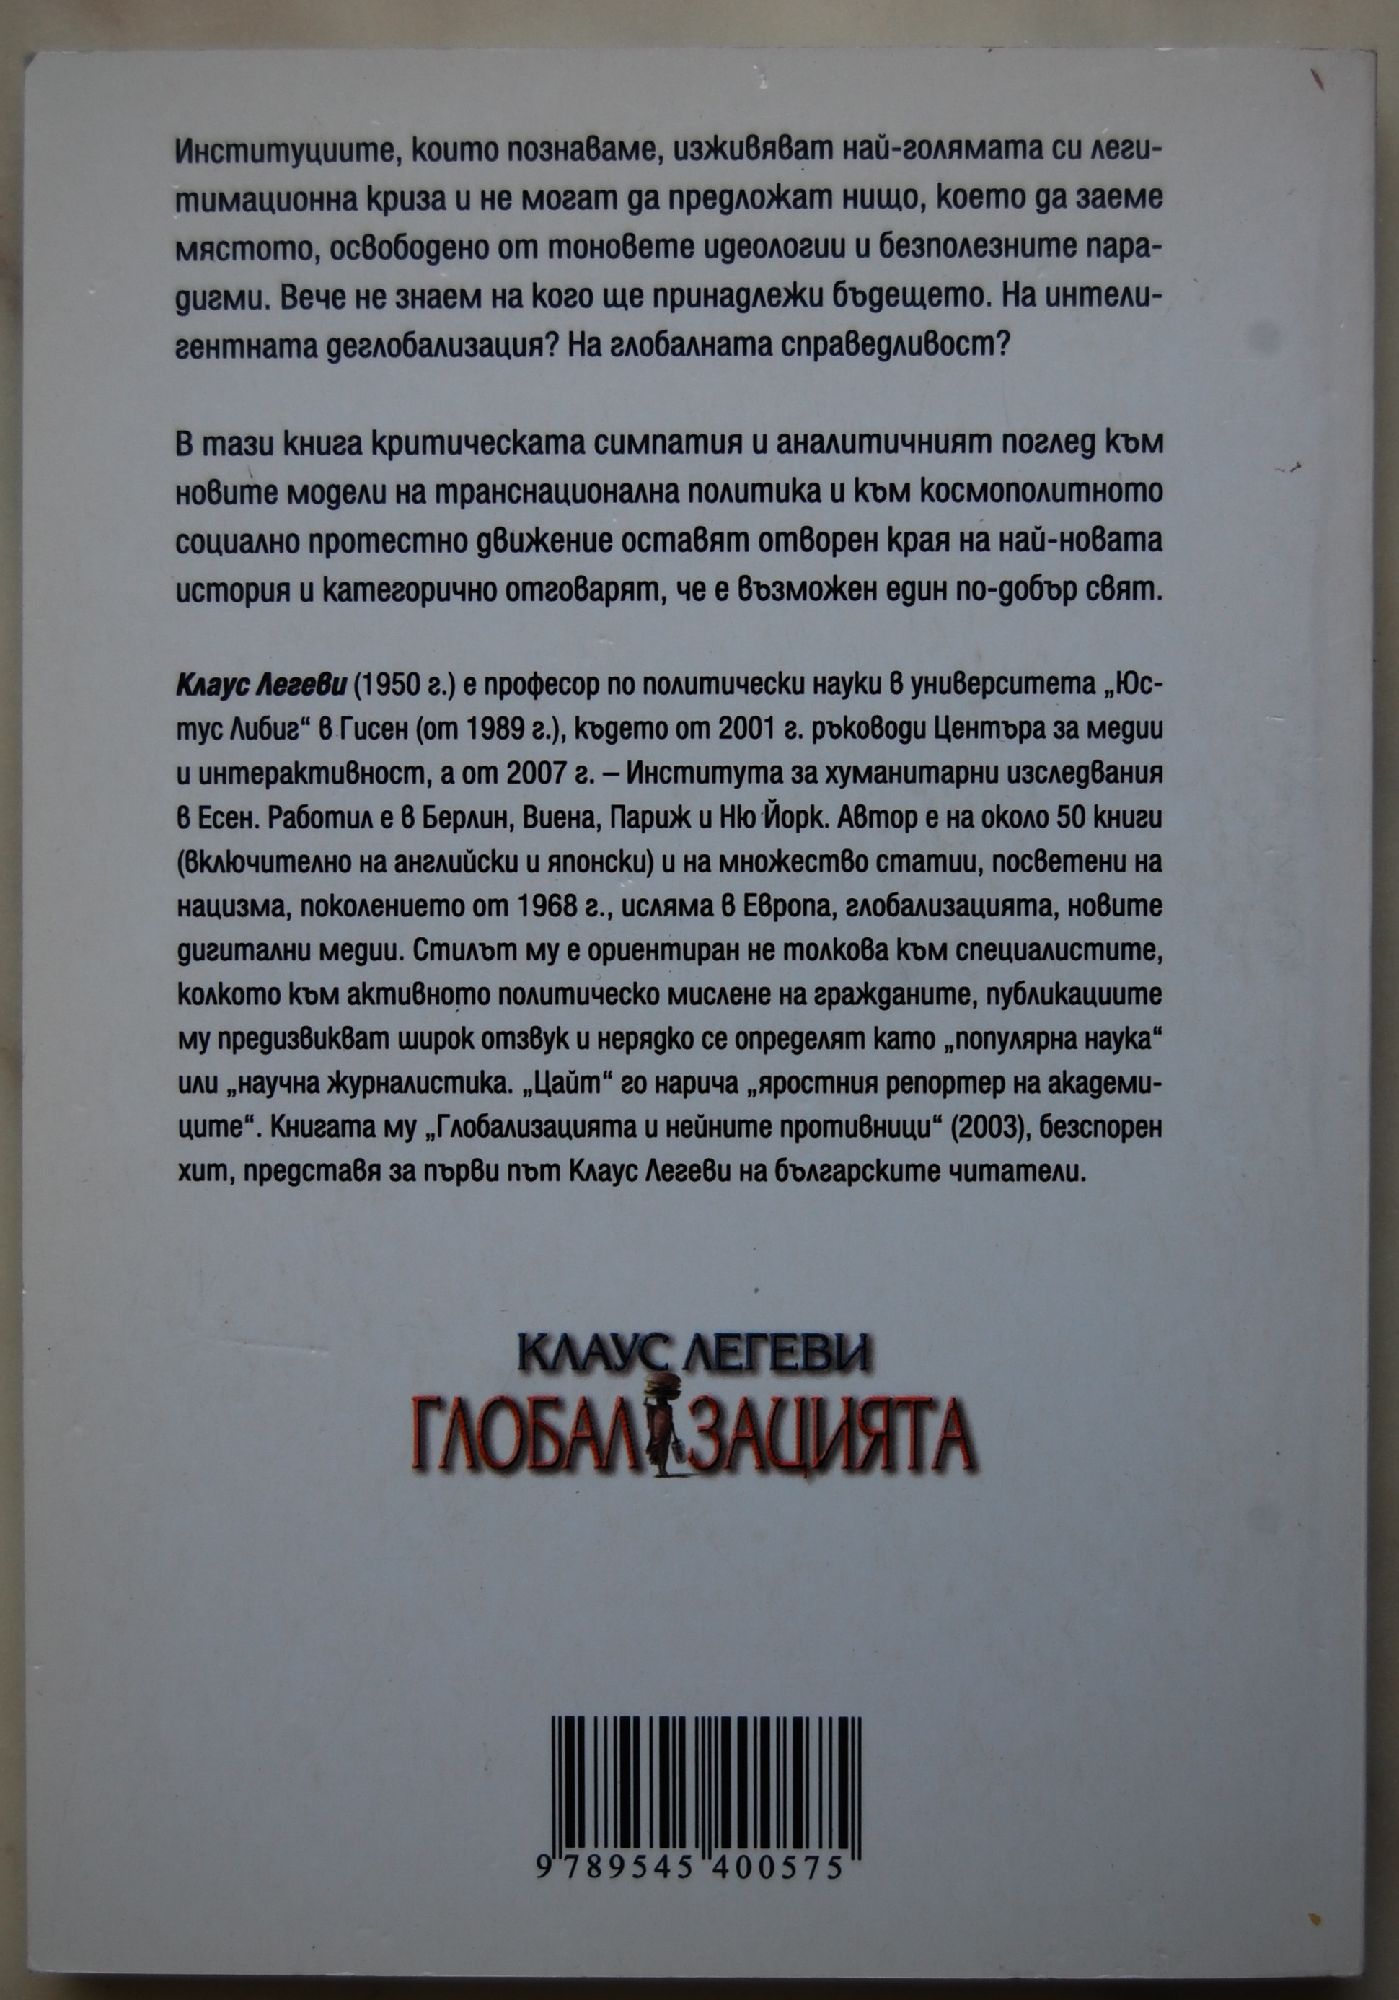 Институциите, които познаваме, изживяват най-голямата си леги-
тимационна криза и не могат да предложат нищо, което да заеме
мястото, освободено от тоновете идеологии и безполезните пара-
дигми. Вече не знаем на кого ще принадлежи бъдещето. На интели-
гентната деглобализация? На глобалната справедливост?
В тази книга критическата симпатия и аналитичният поглед към
новите модели на транснационална политика и към космополитното
социално протестно движение оставят отворен края на най-новата
история и категорично отговарят, че е възможен един по-добър свят.
Клаус Легеви (1950 г.) е професор по политически науки в университета „Юс-
тус Либиг“ в Гисен (от 1989 г.), където от 2001 г. ръководи Центъра за медии
и интерактивност, а от 2007 г. – Института за хуманитарни изследвания
в Есен. Работил е в Берлин, Виена, Париж и Ню Йорк. Автор е на около 50 книги
(включително на английски и японски) и на множество статии, посветени на
нацизма, поколението от 1968 г., исляма в Европа, глобализацията, новите
дигитални медии. Стилът му е ориентиран не толкова към специалистите,
колкото към активното политическо мислене на гражданите, публикациите
му предизвикват широк отзвук и нерядко се определят като „популярна наука“
или „научна журналистика. „Цайт“ го нарича „яростния репортер на академи-
ците“. Книгата му „Глобализацията и нейните противници“ (2003), безспорен
хит, представя за първи път Клаус Легеви на българските читатели.
КЛАУС ЛЕГЕВИ
ГЛОБАЛИЗАЦИЯТА
9 789545 400575